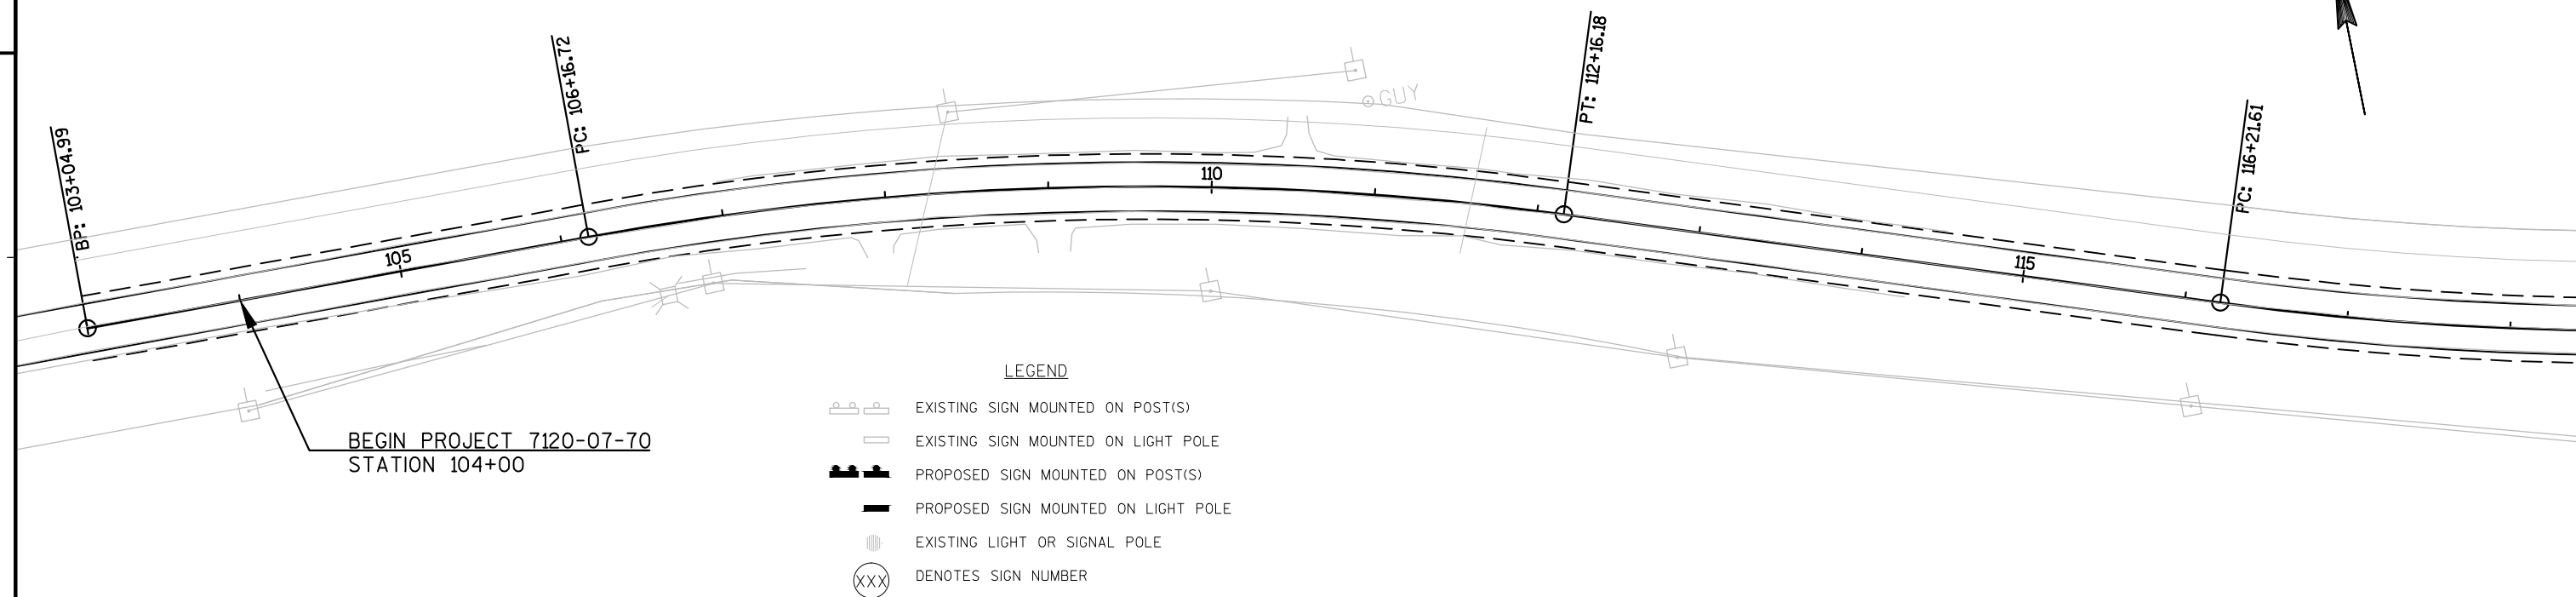 BP: 103+04.99
PC: 106+16.72
PT: 112+16.18
PC: 116+21.61
GUY
105
110
115
BEGIN PROJECT 7120-07-70
STATION 104+00
LEGEND
EXISTING SIGN MOUNTED ON POST(S)
EXISTING SIGN MOUNTED ON LIGHT POLE
PROPOSED SIGN MOUNTED ON POST(S)
PROPOSED SIGN MOUNTED ON LIGHT POLE
EXISTING LIGHT OR SIGNAL POLE
XXX DENOTES SIGN NUMBER